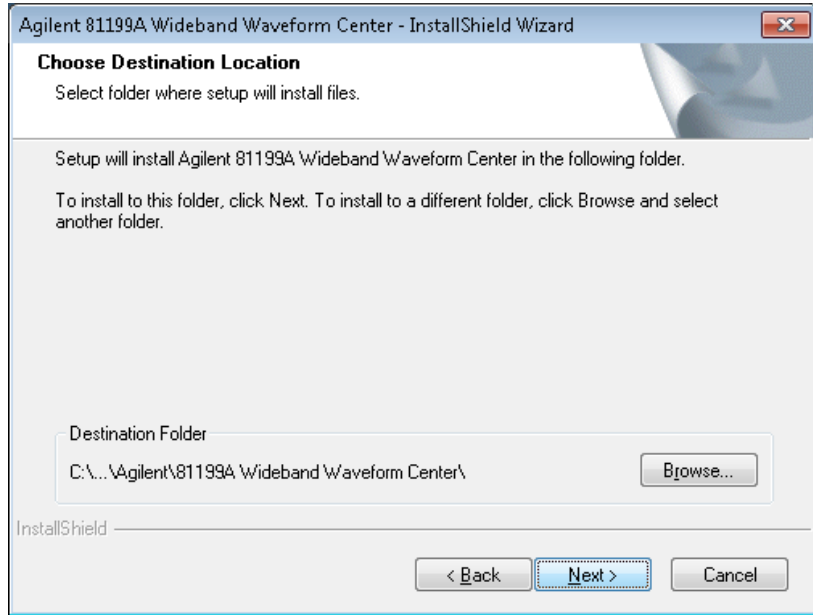 Agilent 81199A Wideband Waveform Center - InstallShield Wizard
Choose Destination Location
Select folder where setup will install files.
Setup will install Agilent 81199A Wideband Waveform Center in the following folder.
To install to this folder, click Next. To install to a different folder, click Browse and select
another folder.
Destination Folder
C:\...\Agilent\81199A Wideband Waveform Center\
Browse...
InstallShield
< Back
Next >
Cancel